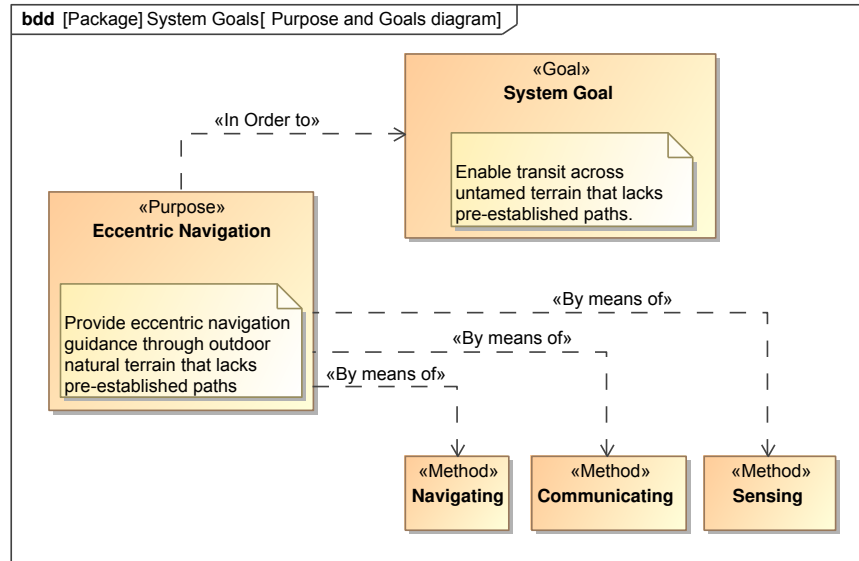 bdd [Package] System Goals[ Purpose and Goals diagram]
«Goal»
System Goal
«In Order to»
Enable transit across
untamed terrain that lacks
pre-established paths.
«Purpose»
Eccentric Navigation
Provide eccentric navigation
guidance through outdoor
natural terrain that lacks
pre-established paths
«By means of»
«By means of»
«By means of»
«Method»
Navigating
«Method»
Communicating
«Method»
Sensing